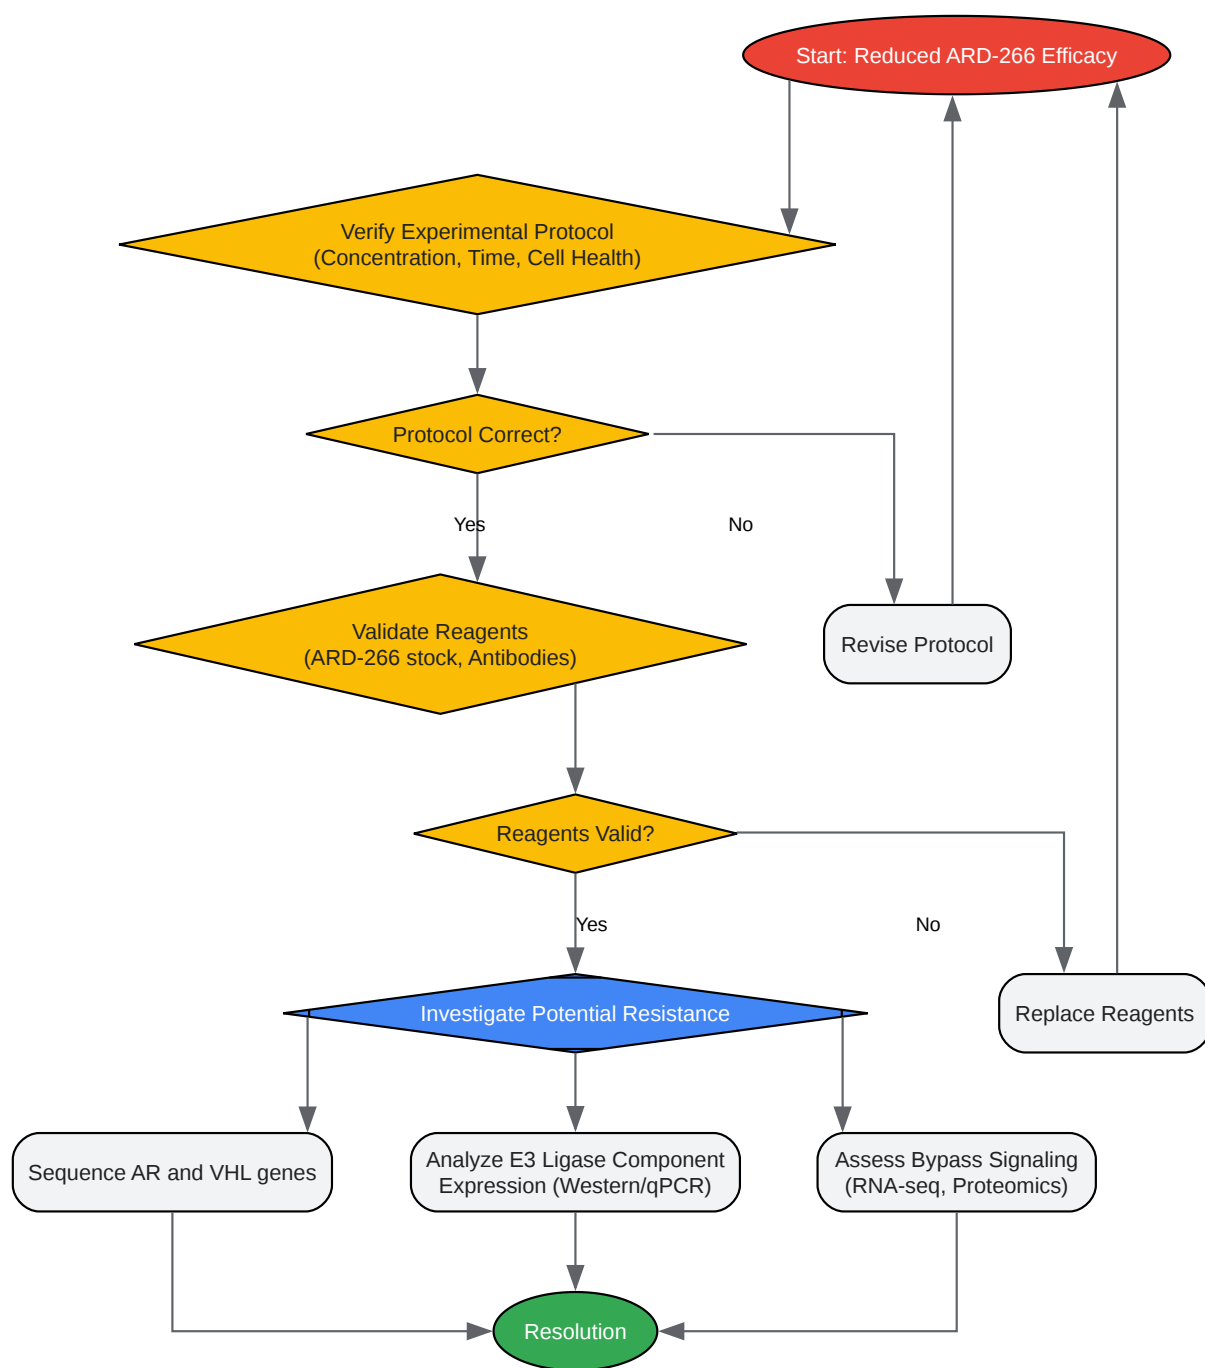 Start: Reduced ARD-266 Efficacy
Verify Experimental Protocol
(Concentration, Time, Cell Health)
Protocol Correct?
Yes
No
Validate Reagents
(ARD-266 stock, Antibodies)
Revise Protocol
Reagents Valid?
Yes
No
Investigate Potential Resistance
Replace Reagents
Sequence AR and VHL genes
Analyze E3 Ligase Component
Expression (Western/qPCR)
Assess Bypass Signaling
(RNA-seq, Proteomics)
Resolution